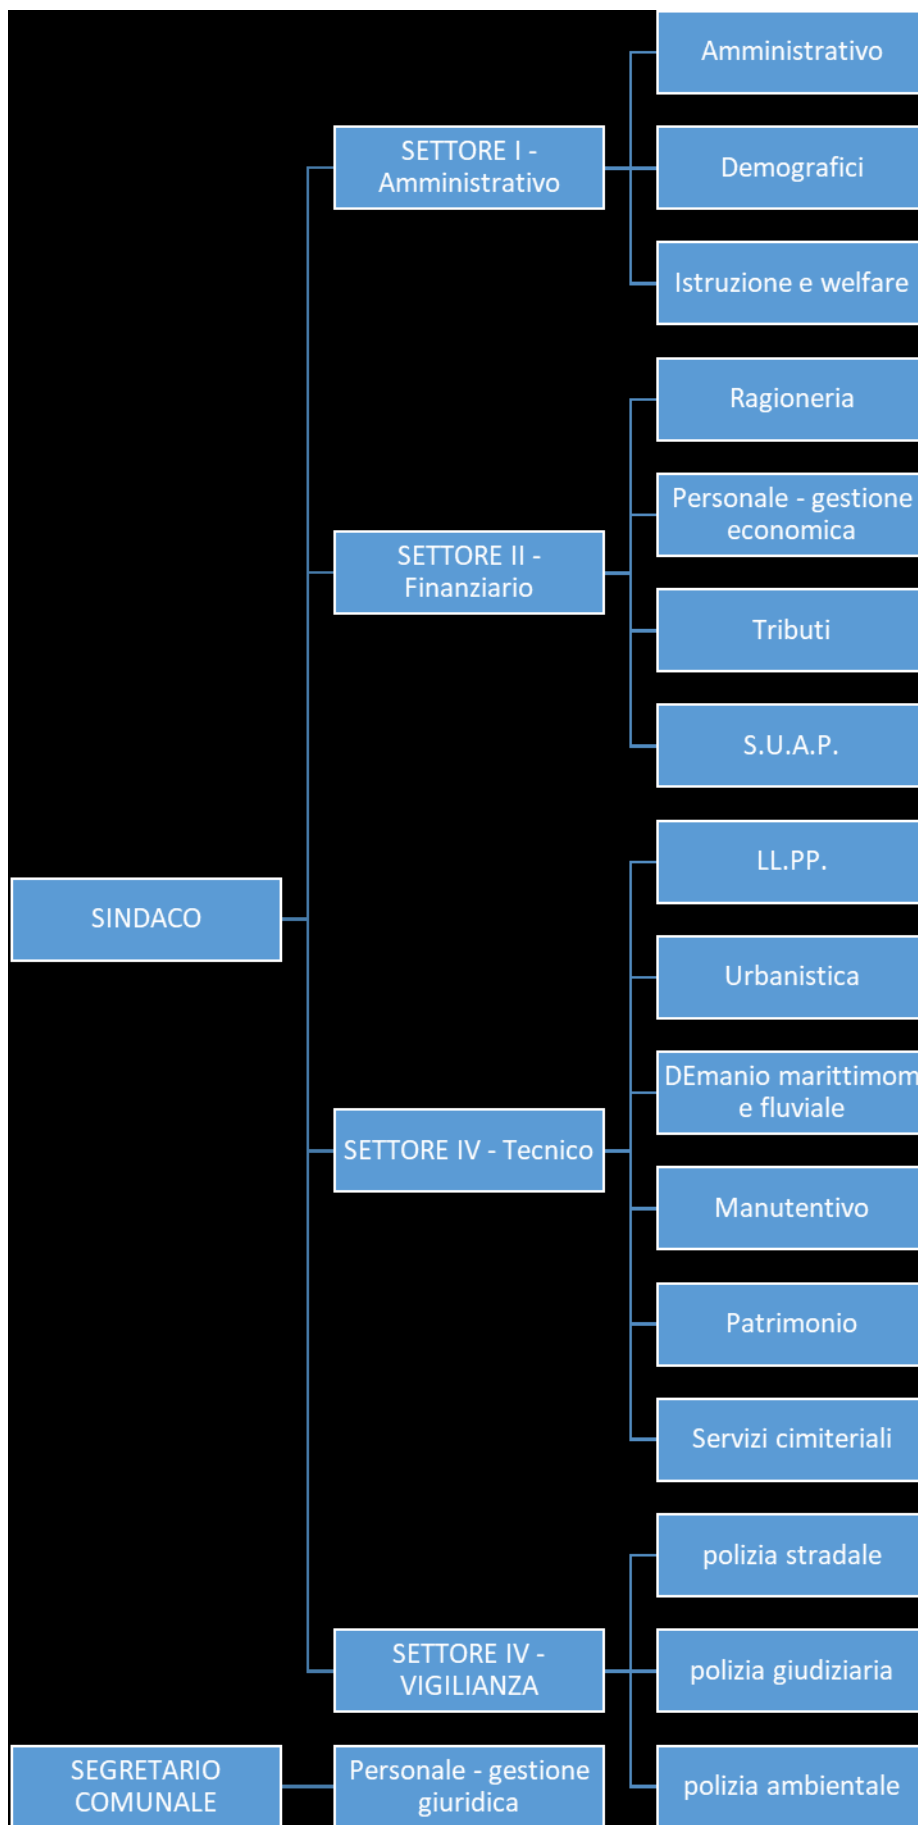 SINDACO
SETTORE I -
Amministrativo
Amministrativo
Demografici
Istruzione e welfare
SETTORE II -
Finanziario
Ragioneria
Personale - gestione
economica
Tributi
S.U.A.P.
SETTORE IV - Tecnico
LL.PP.
Urbanistica
DEmanio marittimom
e fluviale
Manutentivo
Patrimonio
Servizi cimiteriali
SETTORE IV -
VIGILIANZA
polizia stradale
polizia giudiziaria
polizia ambientale
SEGRETARIO
COMUNALE
Personale - gestione
giuridica